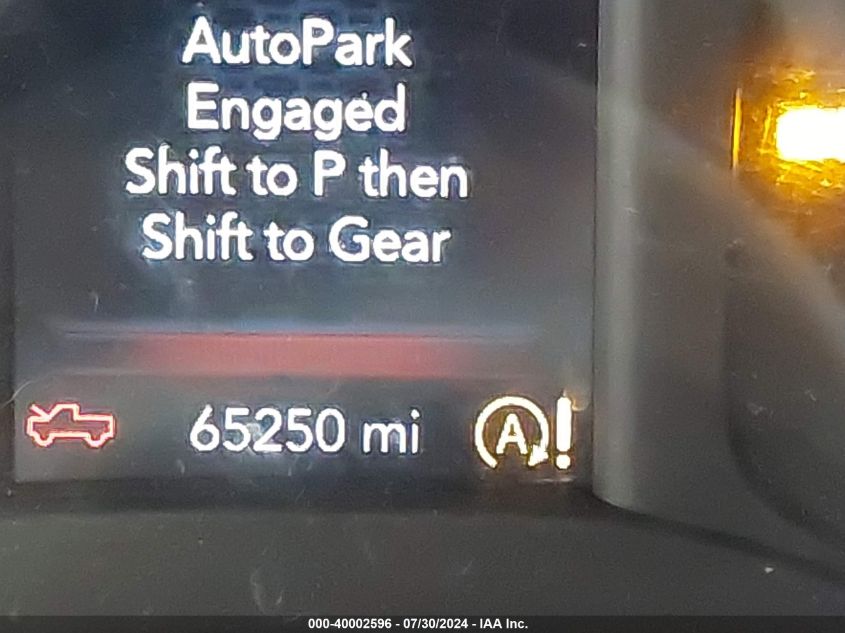 AutoPark
Engaged
Shift to P then
Shift to Gear
65250 mi
A!
000-40002596 - 07/30/2024 - IAA Inc.